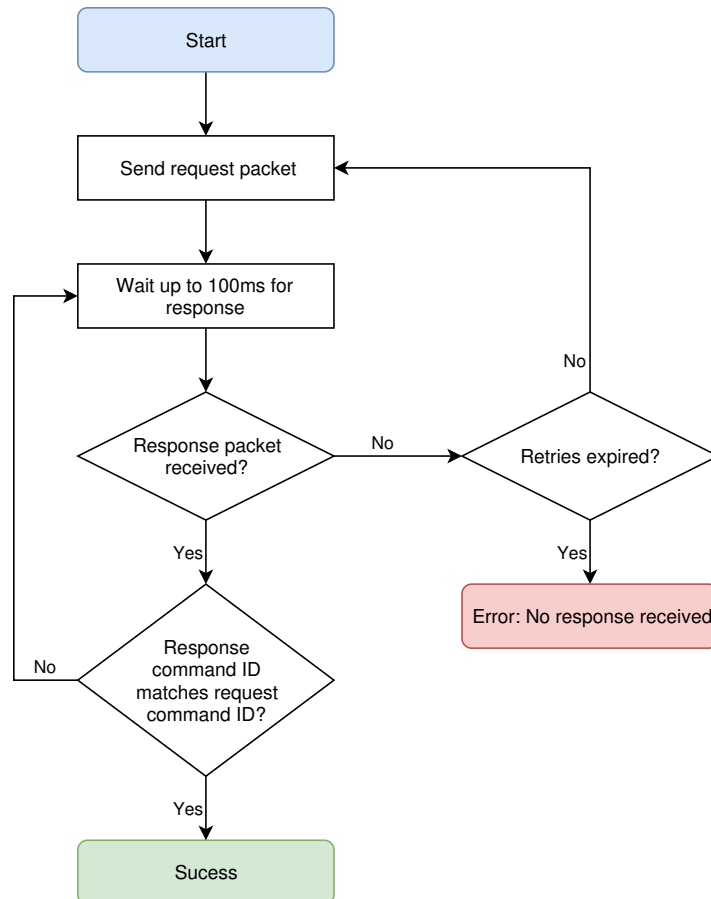 Start
Send request packet
Wait up to 100ms for
response
No
Response packet
received?
No
Retries expired?
Yes
Yes
Error: No response received
Response
command ID
matches request
command ID?
No
Yes
Sucess